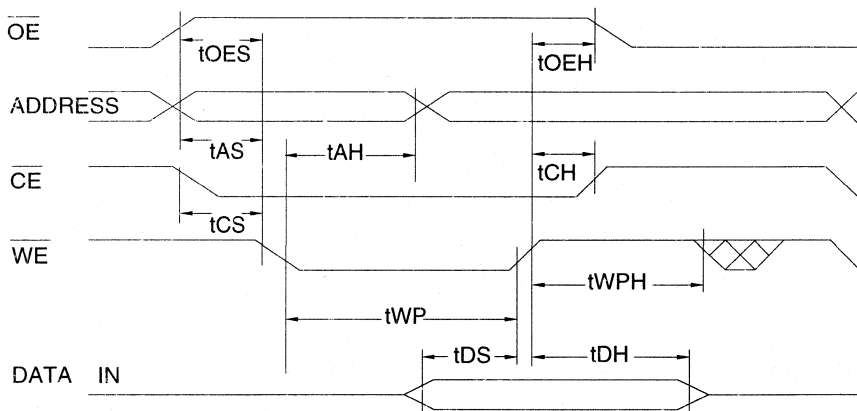 OE
tOES
tOEH
ADDRESS
tAS
tAH
CE
tCH
tCS
WE
tWPH
tWP
tDS
tDH
DATA IN